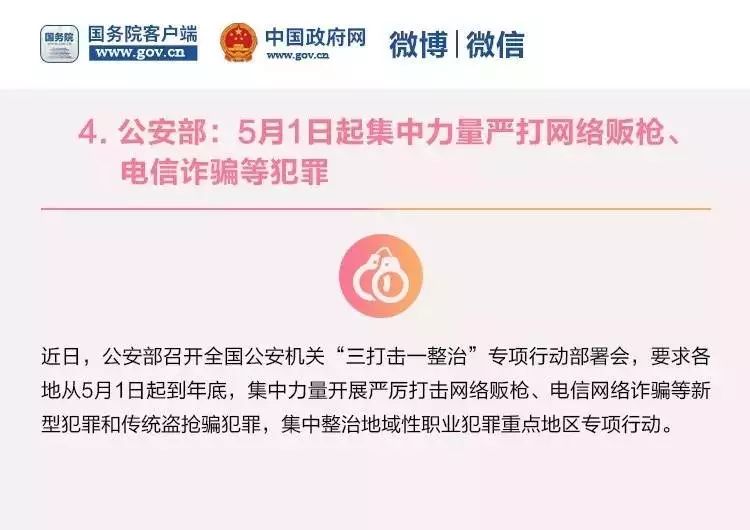 国务院
国务院客户端
www.gov.cn
中国政府网
www.gov.cn
微博|微信
4. 公安部：5月1日起集中力量严打网络贩枪、
电信诈骗等犯罪
近日，公安部召开全国公安机关“三打击一整治”专项行动部署会，要求各
地从5月1日起到年底，集中力量开展严厉打击网络贩枪、电信网络诈骗等新
型犯罪和传统盗抢骗犯罪，集中整治地域性职业犯罪重点地区专项行动。